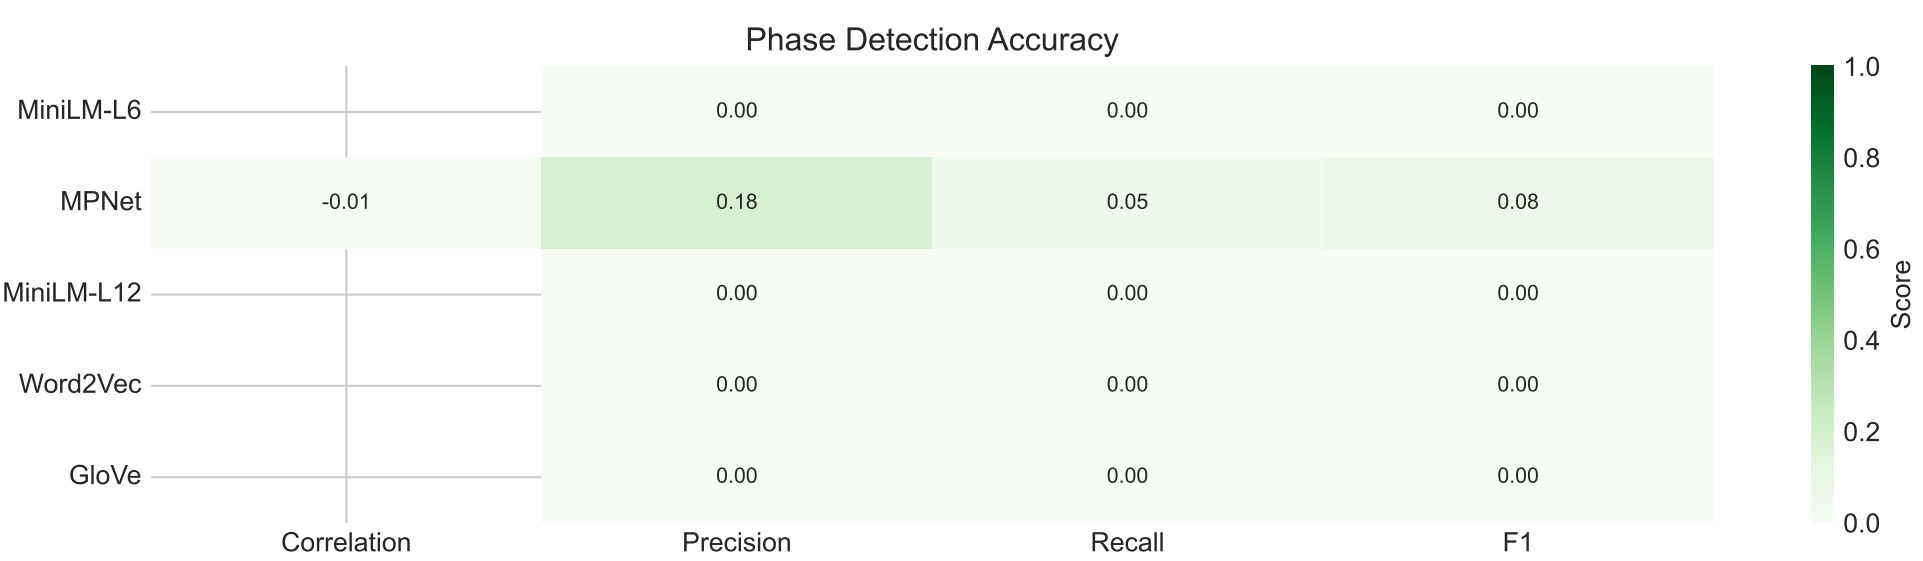 Phase Detection Accuracy
MiniLM-L6 0.00 0.00 0.00
MPNet -0.01 0.18 0.05 0.08
MiniLM-L12 0.00 0.00 0.00
Word2Vec 0.00 0.00 0.00
GloVe 0.00 0.00 0.00
Correlation Precision Recall F1
1.0
0.8
0.6
0.4
0.2
0.0
Score